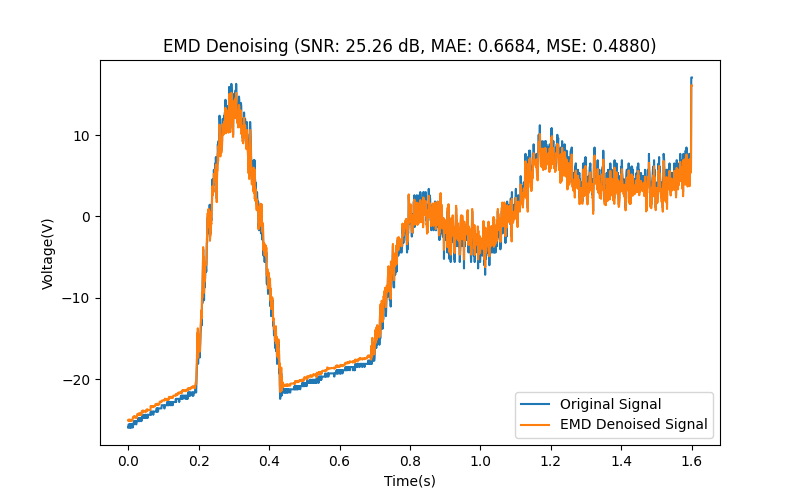 EMD Denoising (SNR: 25.26 dB, MAE: 0.6684, MSE: 0.4880)
Voltage(V)
10
0
−10
−20
0.0 0.2 0.4 0.6 0.8 1.0 1.2 1.4 1.6
Time(s)
Original Signal
EMD Denoised Signal